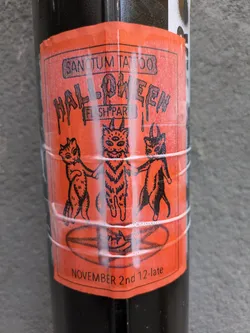 SANCTUM TATTOO
HALLOWEEN
FLASH PARTY
NOVEMBER 2nd 12-late